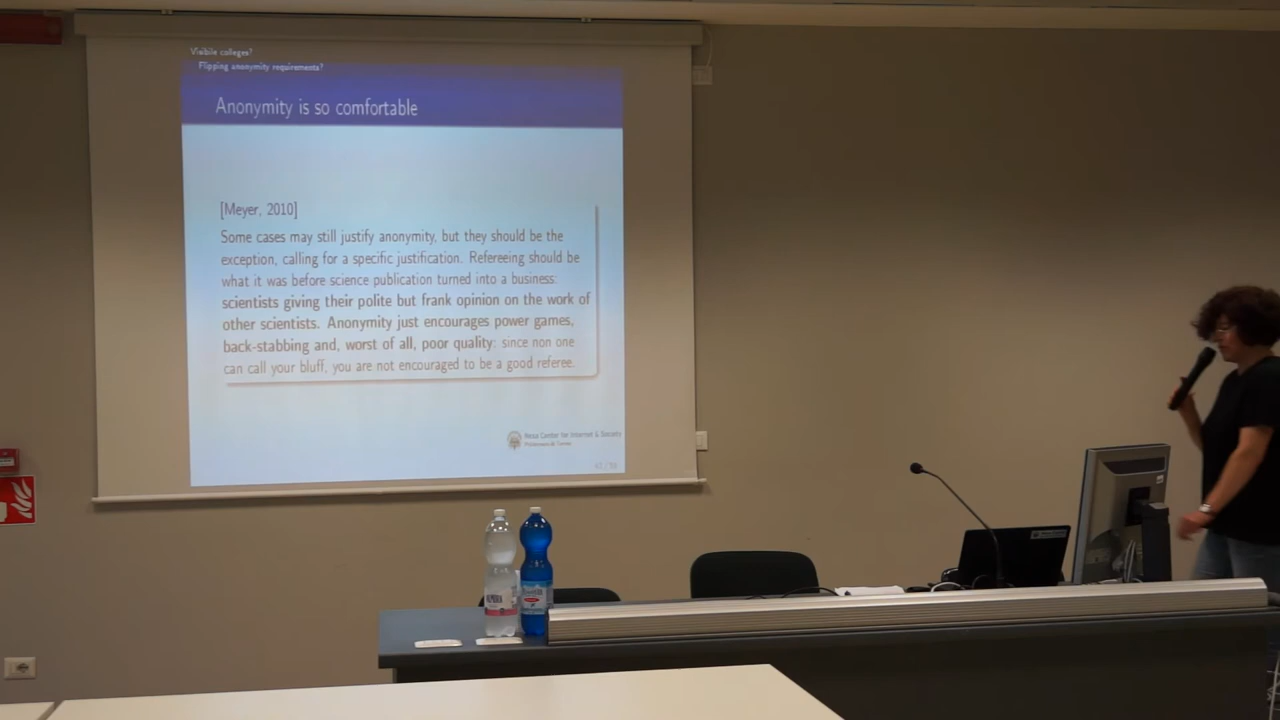 Visibile colleges?
Flipping anonymity requirements?
Anonymity is so comfortable
[Meyer, 2010]
Some cases may still justify anonymity, but they should be the
exception, calling for a specific justification. Refereeing should be
what it was before science publication turned into a business:
scientists giving their polite but frank opinion on the work of
other scientists. Anonymity just encourages power games,
back-stabbing and, worst of all, poor quality: since non one
can call your bluff, you are not encouraged to be a good referee.
Nexa Center for Internet & Society
Politecnico di Torino